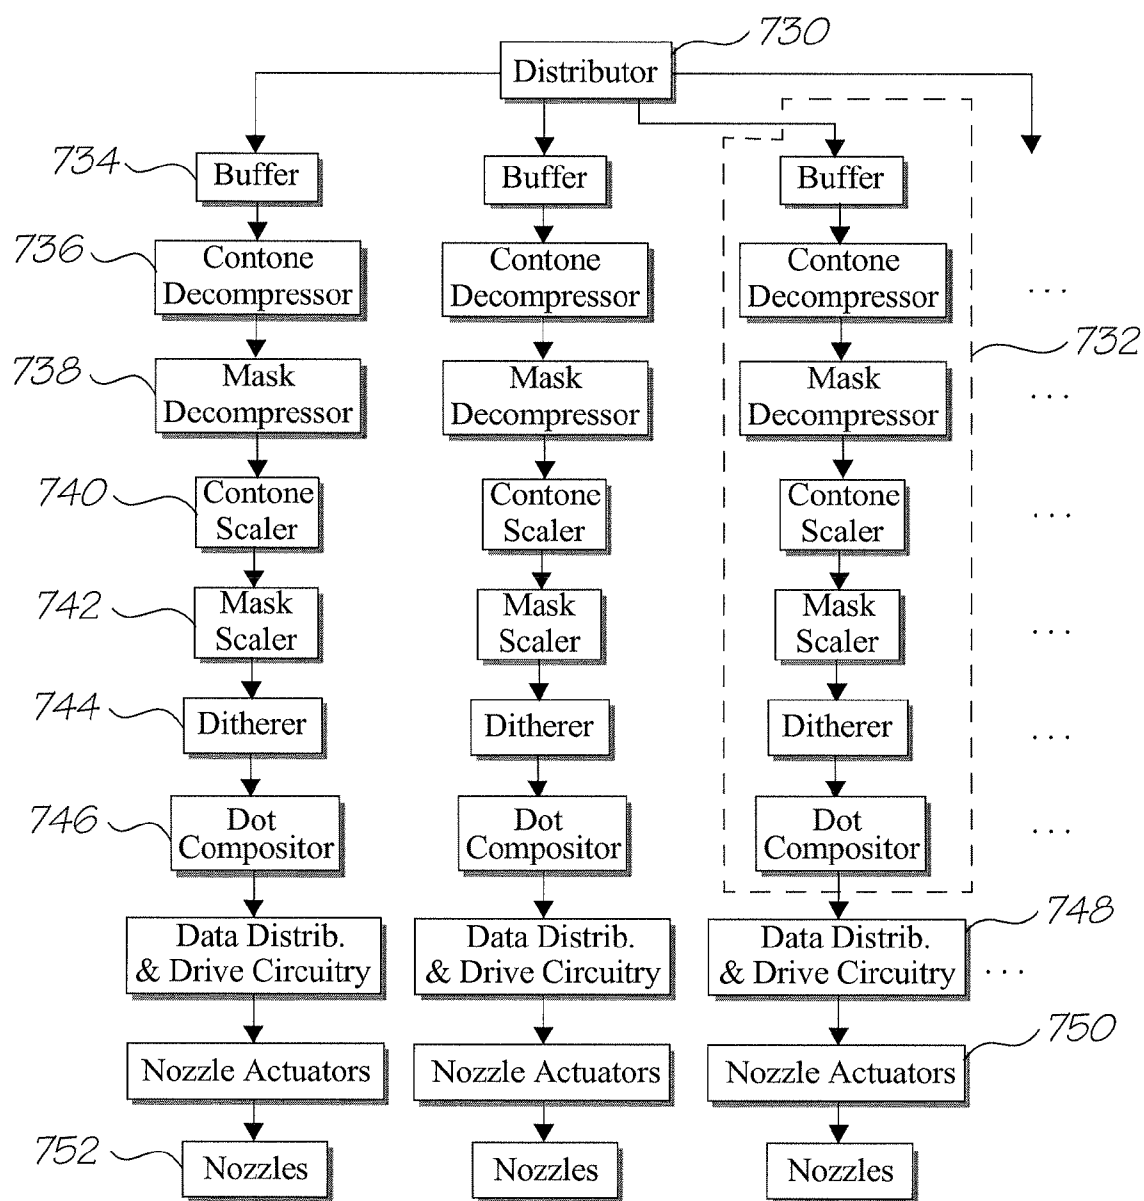 730
Distributor
734
Buffer
Buffer
Buffer
736
Contone
Decompressor
Contone
Decompressor
Contone
Decompressor
...
732
738
Mask
Decompressor
Mask
Decompressor
Mask
Decompressor
...
740
Contone
Scaler
Contone
Scaler
Contone
Scaler
...
742
Mask
Scaler
Mask
Scaler
Mask
Scaler
...
744
Ditherer
Ditherer
Ditherer
...
746
Dot
Compositor
Dot
Compositor
Dot
Compositor
...
748
Data Distrib.
& Drive Circuitry
Data Distrib.
& Drive Circuitry
Data Distrib.
& Drive Circuitry
...
750
Nozzle Actuators
Nozzle Actuators
Nozzle Actuators
752
Nozzles
Nozzles
Nozzles